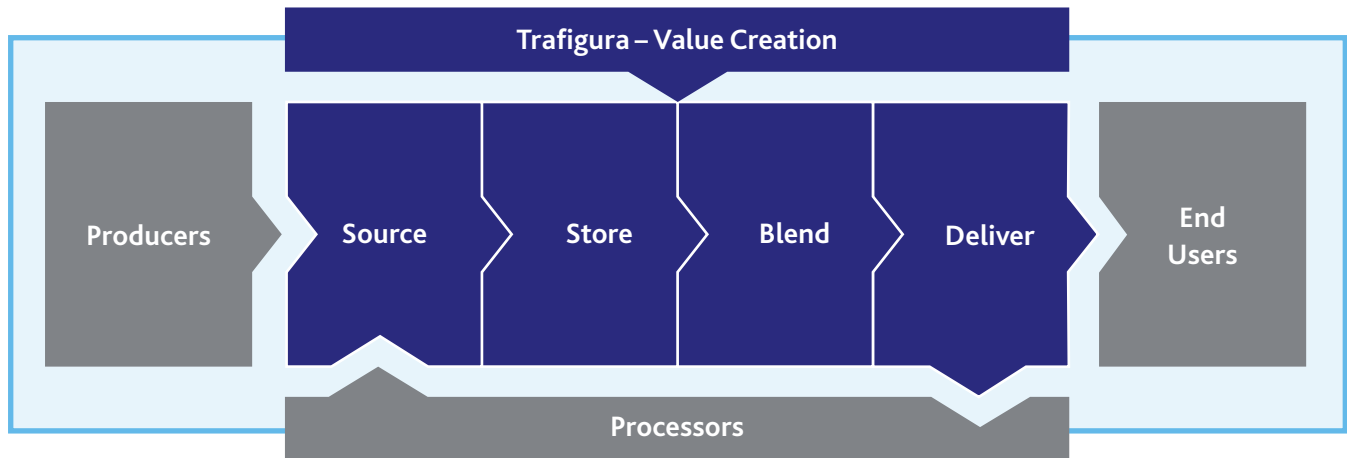 Trafigura – Value Creation
Producers
Source
Store
Blend
Deliver
End
Users
Processors